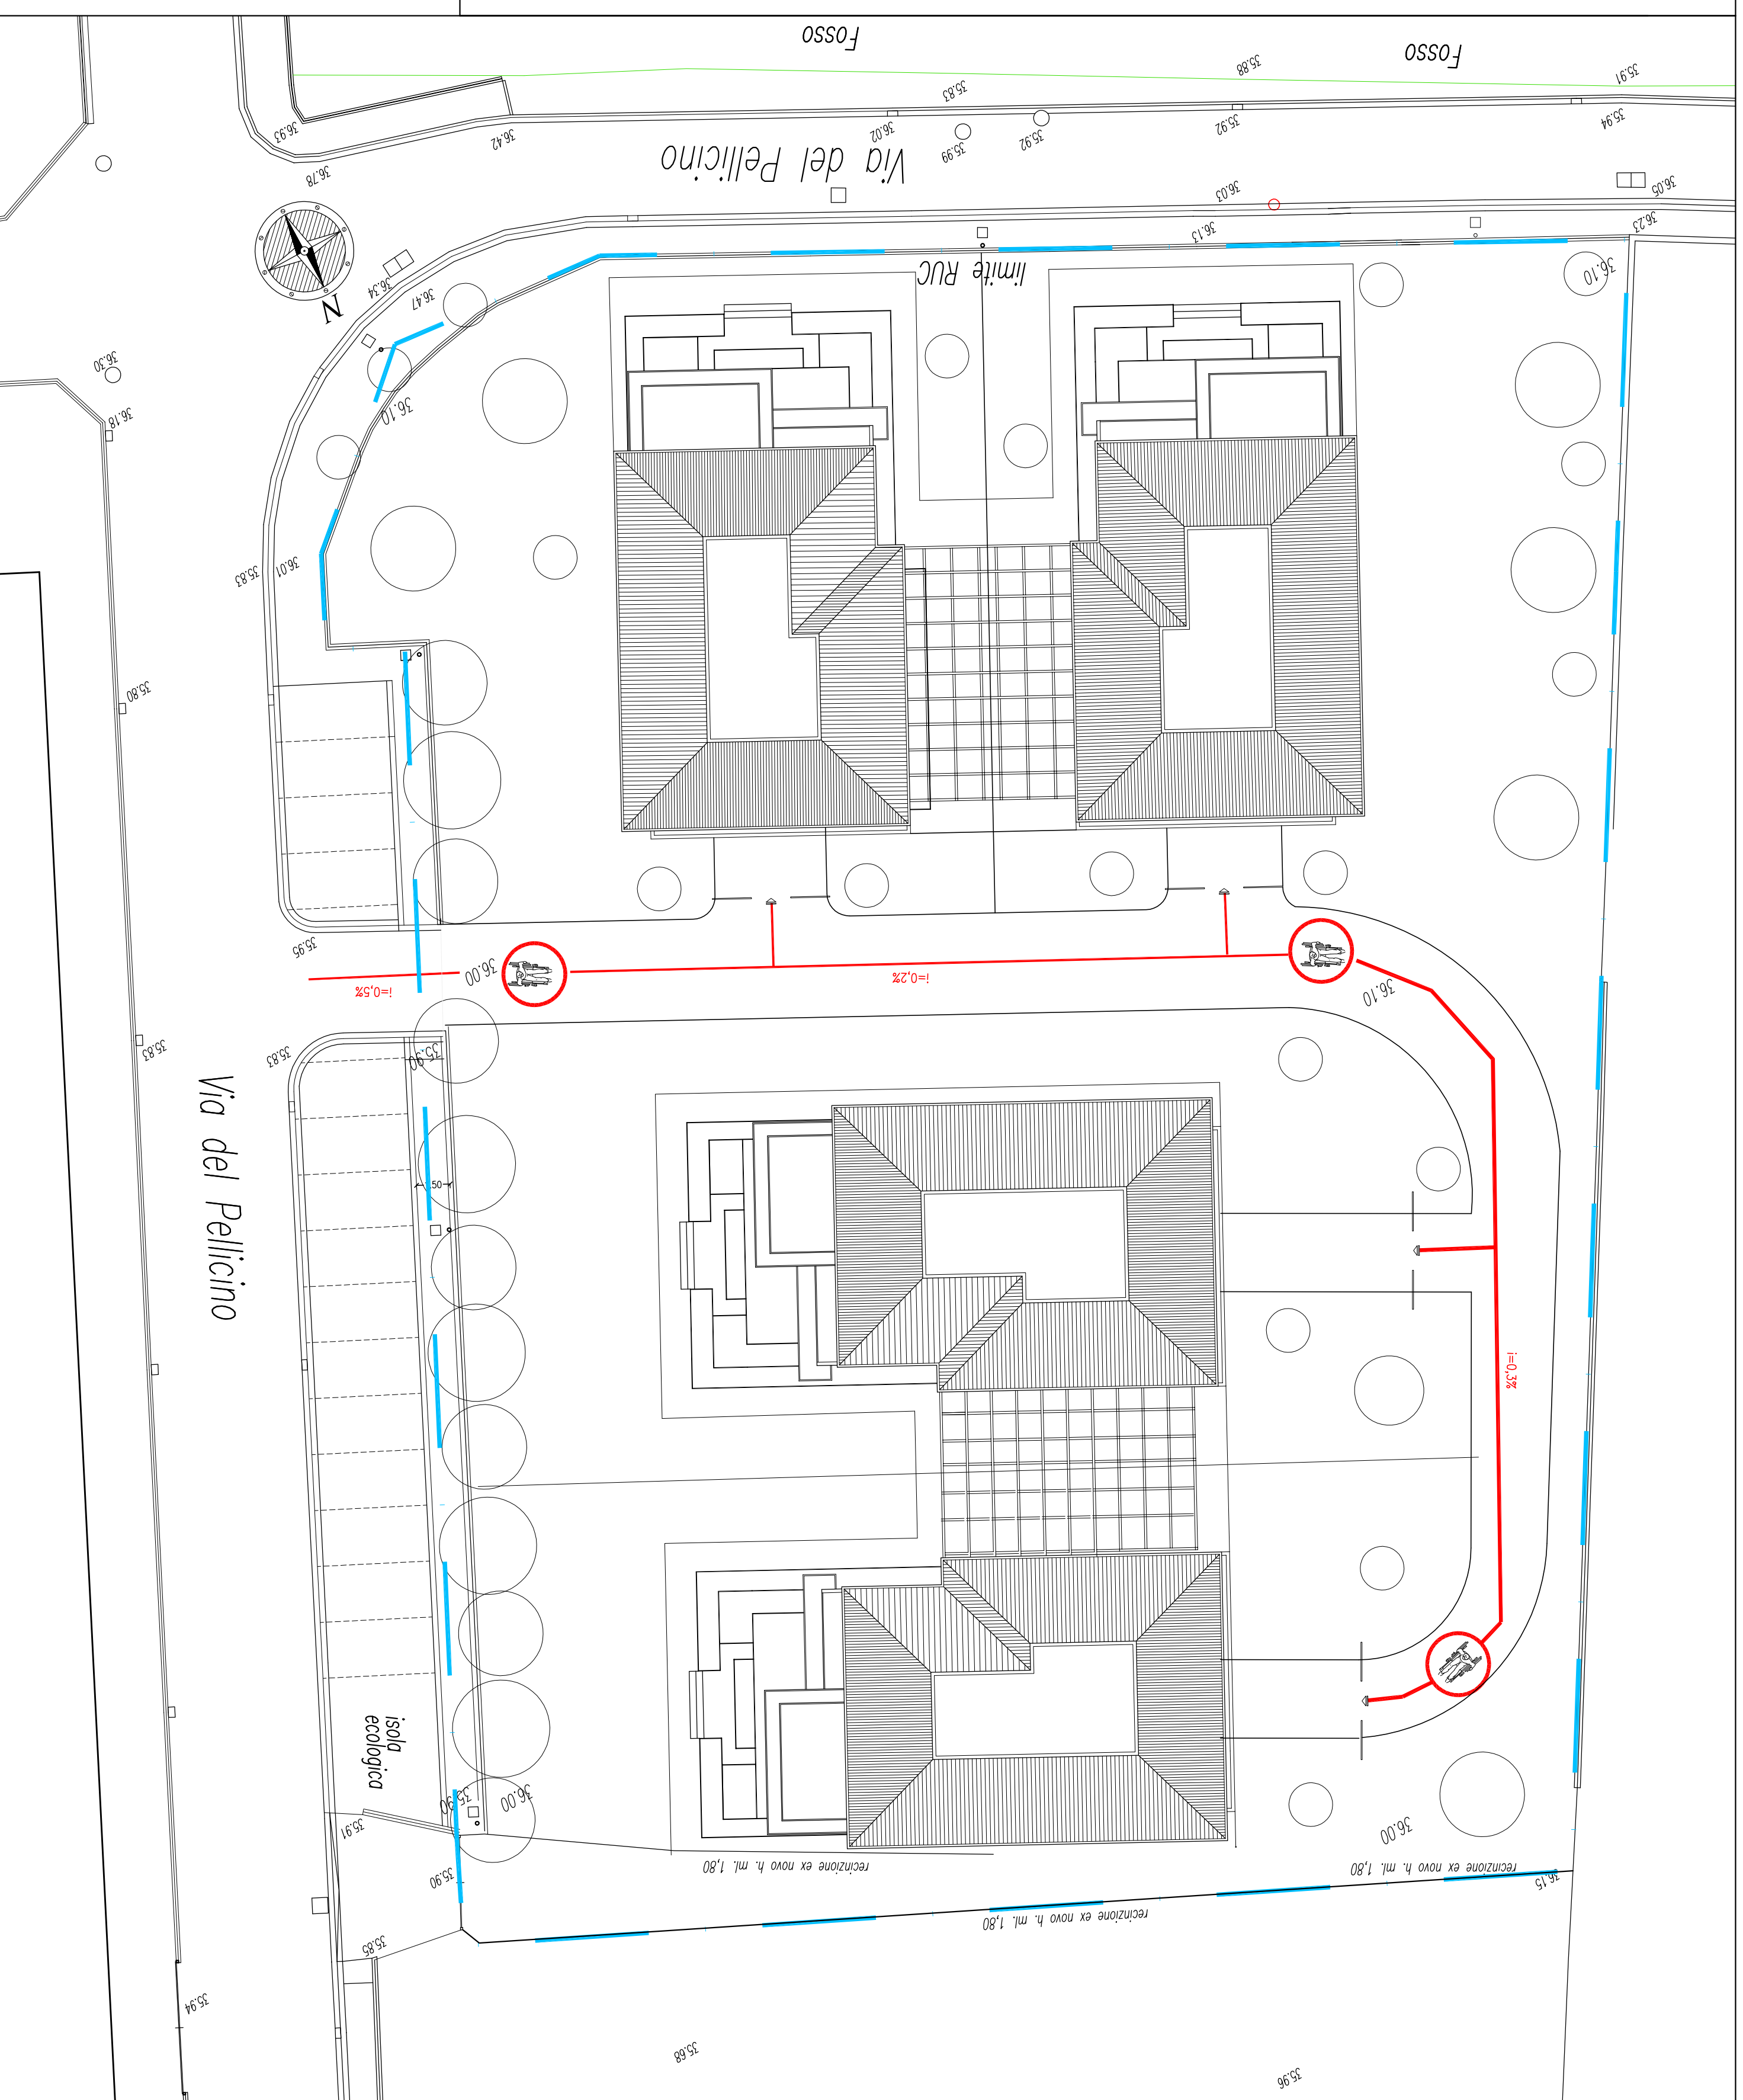 Fosso
Fosso
35.88
35.91
35.83
36.93
36.42
36.02
35.99
35.92
35.92
35.94
Via del Pellicino
36.78
36.03
36.05
36.13
36.23
limite RUC
36.10
36.34
36.47
N
36.30
36.18
36.10
35.83
36.01
35.80
35.95
36.00
i=0,5%
i=0,2%
36.10
35.83
35.83
35.90
Via del Pellicino
i=0,3%
isola
ecologica
35.90
36.00
35.91
36.00
recinzione ex novo h. ml. 1,80
recinzione ex novo h. ml. 1,80
35.90
36.15
recinzione ex novo h. ml. 1,80
35.85
35.94
35.68
35.96